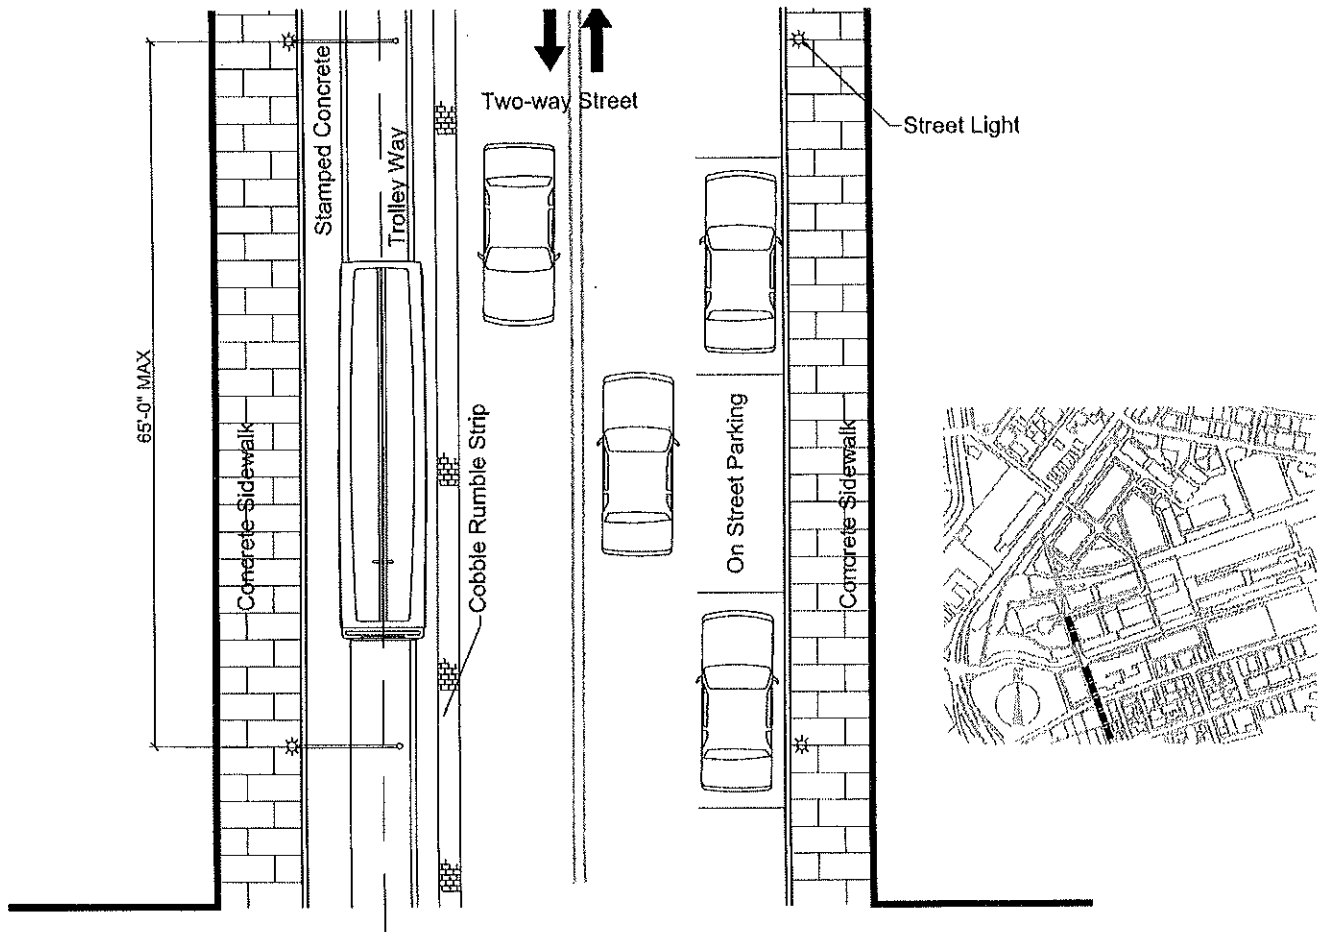 Two-way Street
Street Light
Stamped Concrete
Trolley Way
65'-0" MAX
Concrete Sidewalk
Cobble Rumble Strip
On Street Parking
Concrete Sidewalk